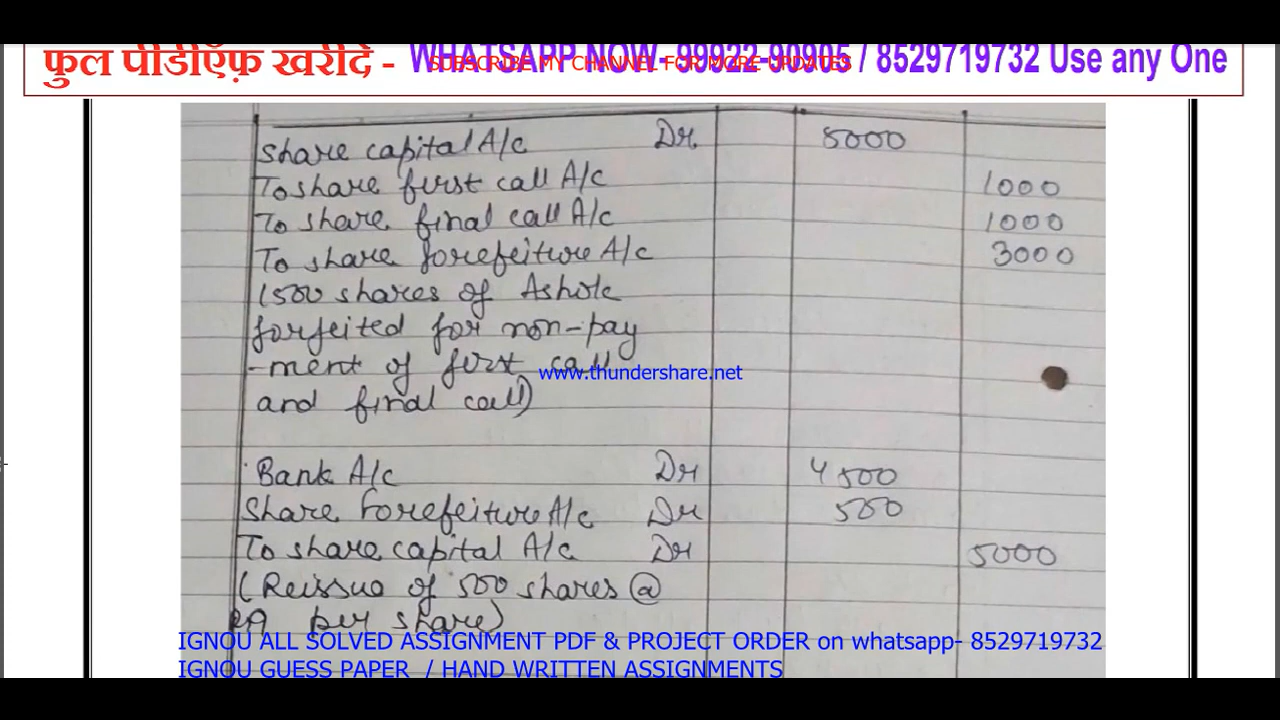 फुल पीडीऍफ़ खरीदे - WHATSAPP NOW- 99922-90905 / 8529719732 Use any One
SUBSCRIBE MY CHANNEL FOR MORE UPDATES
Share capital A/c Dr. 5000
To share first call A/c 1000
To share final call A/c 1000
To share forefeiture A/c 3000
(500 shares of Ashok
forfeited for non-pay
-ment of first call
www.thundershare.net
and final call)
Bank A/c Dr 4500
Share Forefeiture A/c Dr 500
To share capital A/c Dr 5000
(Reissue of 500 shares @
per share)
IGNOU ALL SOLVED ASSIGNMENT PDF & PROJECT ORDER on whatsapp- 8529719732
IGNOU GUESS PAPER / HAND WRITTEN ASSIGNMENTS